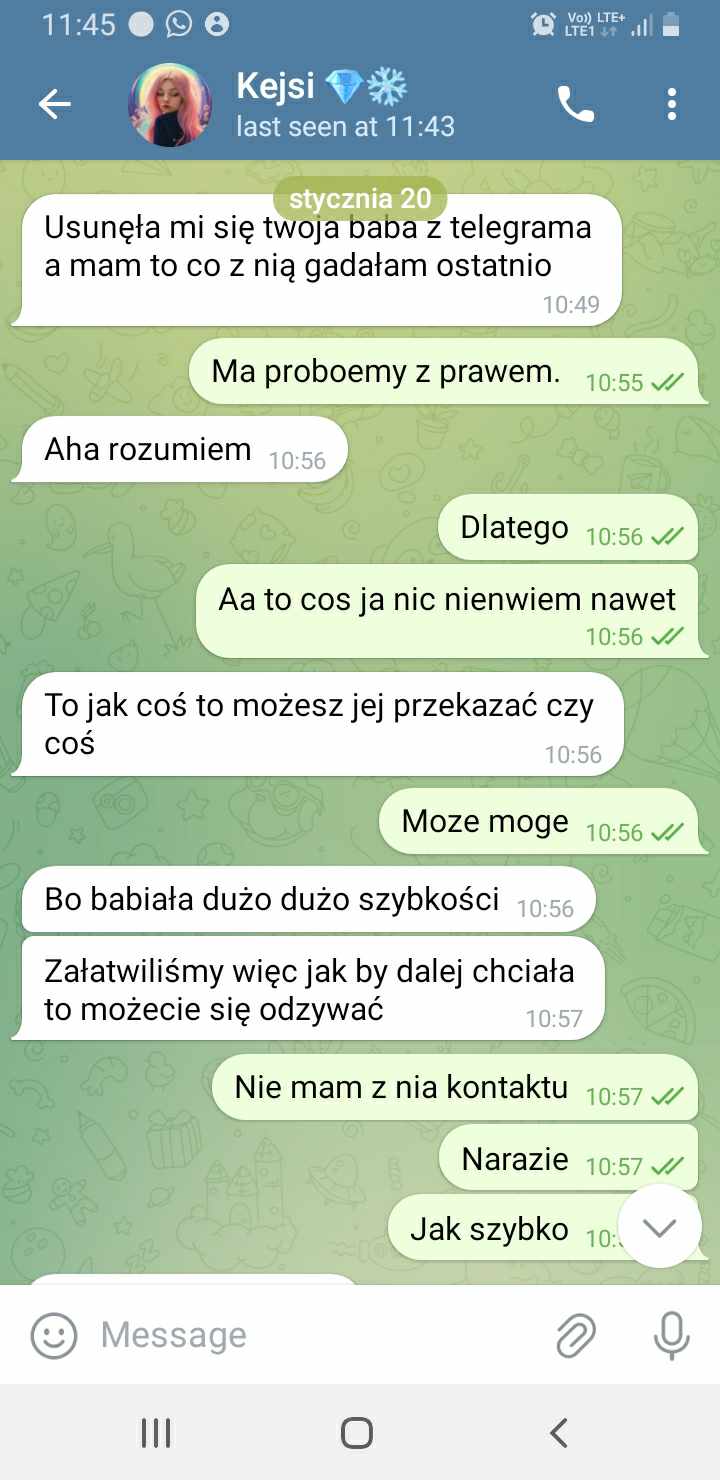 11:45
Vo)) LTE+
LTE1
Kejsi 💎❄️
last seen at 11:43
stycznia 20
Usunęła mi się twoja baba z telegrama
a mam to co z nią gadałam ostatnio
10:49
Ma proboemy z prawem. 10:55
Aha rozumiem 10:56
Dlatego 10:56
Aa to cos ja nic nienwiem nawet
10:56
To jak coś to możesz jej przekazać czy
coś 10:56
Moze moge 10:56
Bo babiała dużo dużo szybkości 10:56
Załatwiliśmy więc jak by dalej chciała
to możecie się odzywać 10:57
Nie mam z nia kontaktu 10:57
Narazie 10:57
Jak szybko 10:
Message